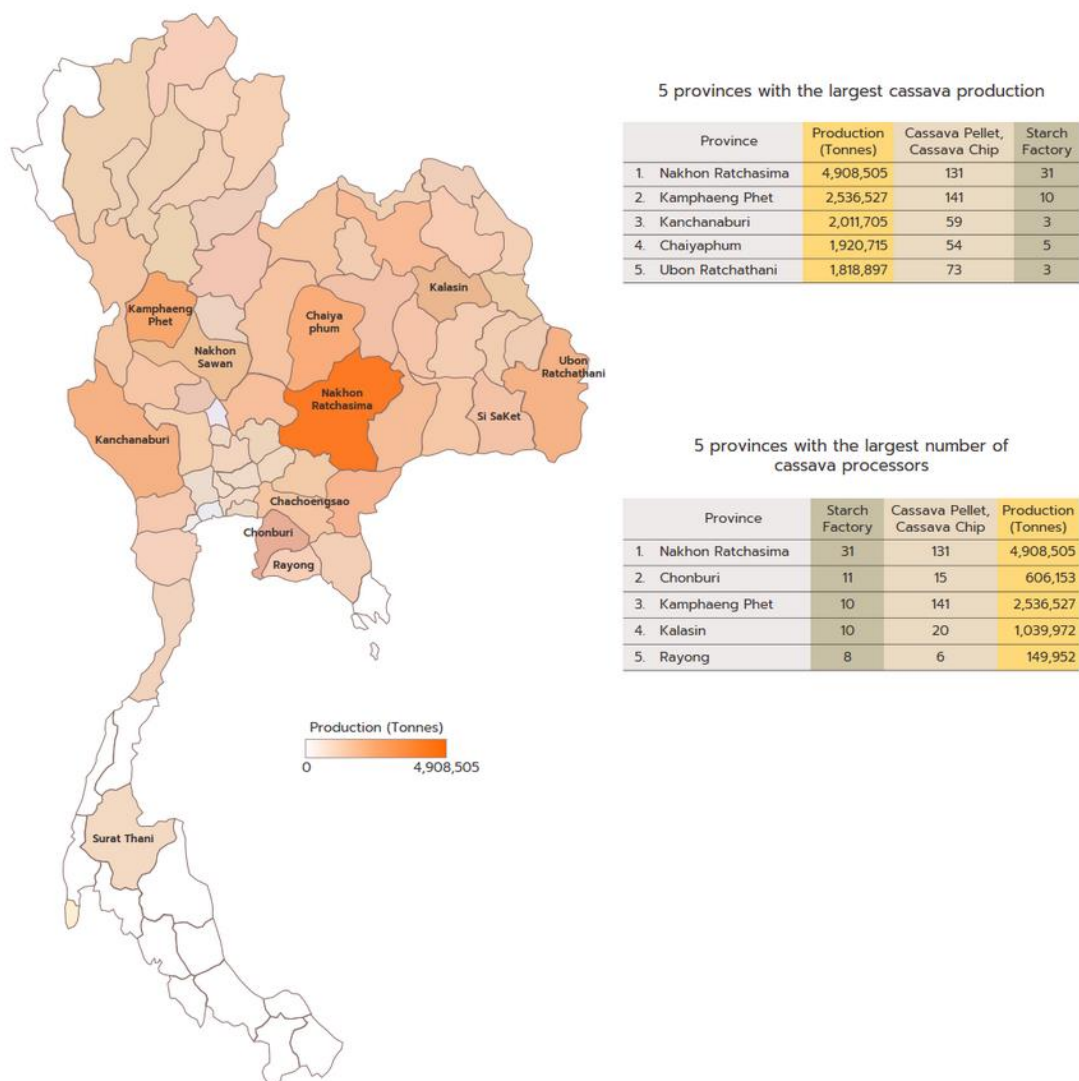 5 provinces with the largest cassava production
Province
Production
(Tonnes)
Cassava Pellet,
Cassava Chip
Starch
Factory
1. Nakhon Ratchasima 4,908,505 131 31
2. Kamphaeng Phet 2,536,527 141 10
3. Kanchanaburi 2,011,705 59 3
4. Chaiyaphum 1,920,715 54 5
5. Ubon Ratchathani 1,818,897 73 3
Kamphaeng
Phet
Nakhon
Sawan
Chaiya
phum
Kalasin
Nakhon
Ratchasima
Ubon
Ratchathani
Si SaKet
Kanchanaburi
Chachoengsao
Chonburi
Rayong
5 provinces with the largest number of
cassava processors
Province
Starch
Factory
Cassava Pellet,
Cassava Chip
Production
(Tonnes)
1. Nakhon Ratchasima 31 131 4,908,505
2. Chonburi 11 15 606,153
3. Kamphaeng Phet 10 141 2,536,527
4. Kalasin 10 20 1,039,972
5. Rayong 8 6 149,952
Production (Tonnes)
0 4,908,505
Surat Thani